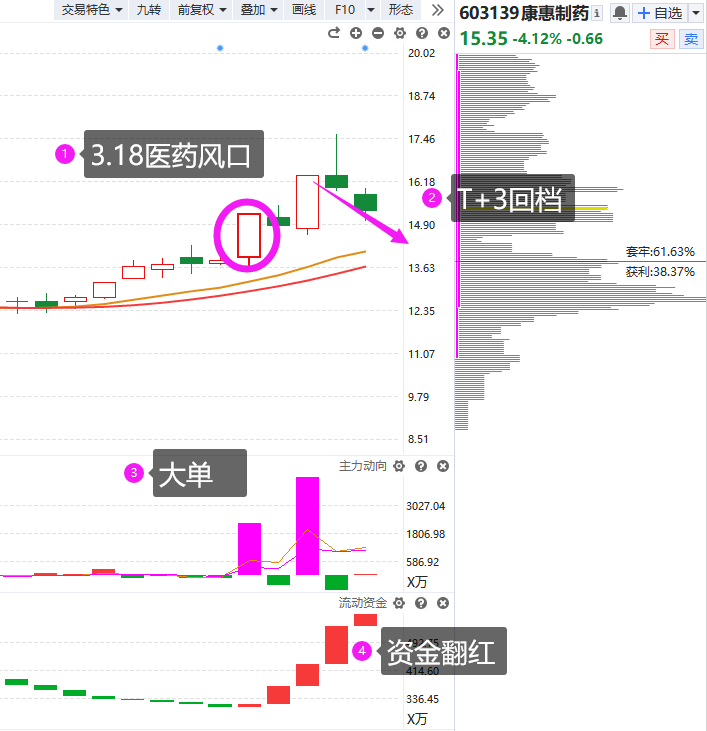 交易特色 九转 前复权 叠加 画线 F10 形态
603139康惠制药 自选
15.35 -4.12% -0.66 买 卖
20.02
18.74
17.46
16.18
14.90
13.63
12.35
11.07
9.79
8.51
1 3.18医药风口
2 T+3回档
套牢:61.63%
获利:38.37%
3 大单
主力动向
3027.04
1806.98
586.92
X万
流动资金
4 资金翻红
414.60
336.45
X万